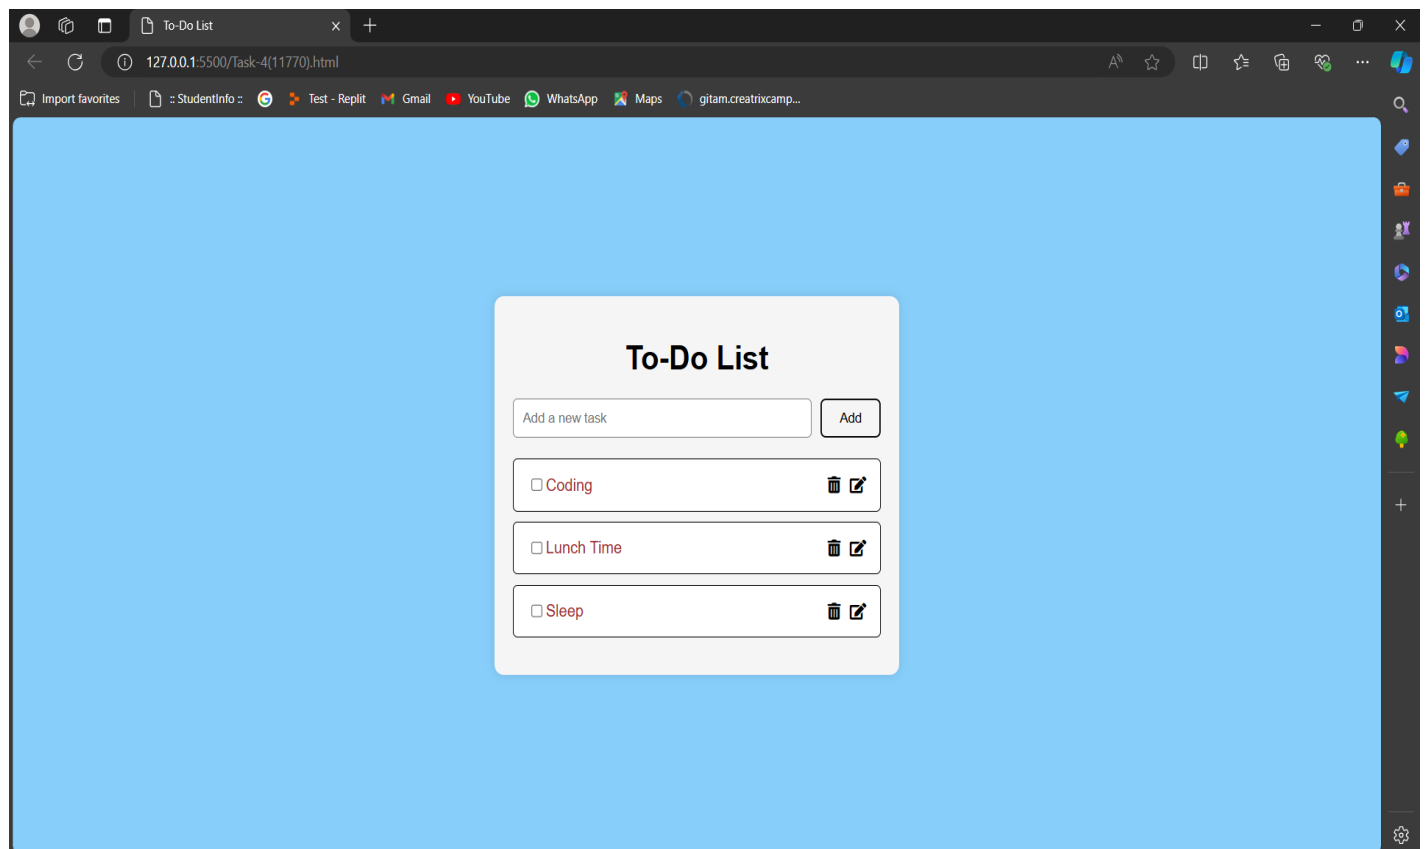 To-Do List
127.0.0.1:5500/Task-4(11770).html
Import favorites :: StudentInfo :: Test - Replit Gmail YouTube WhatsApp Maps gitam.creatrixcamp...
To-Do List
Add a new task Add
Coding
Lunch Time
Sleep